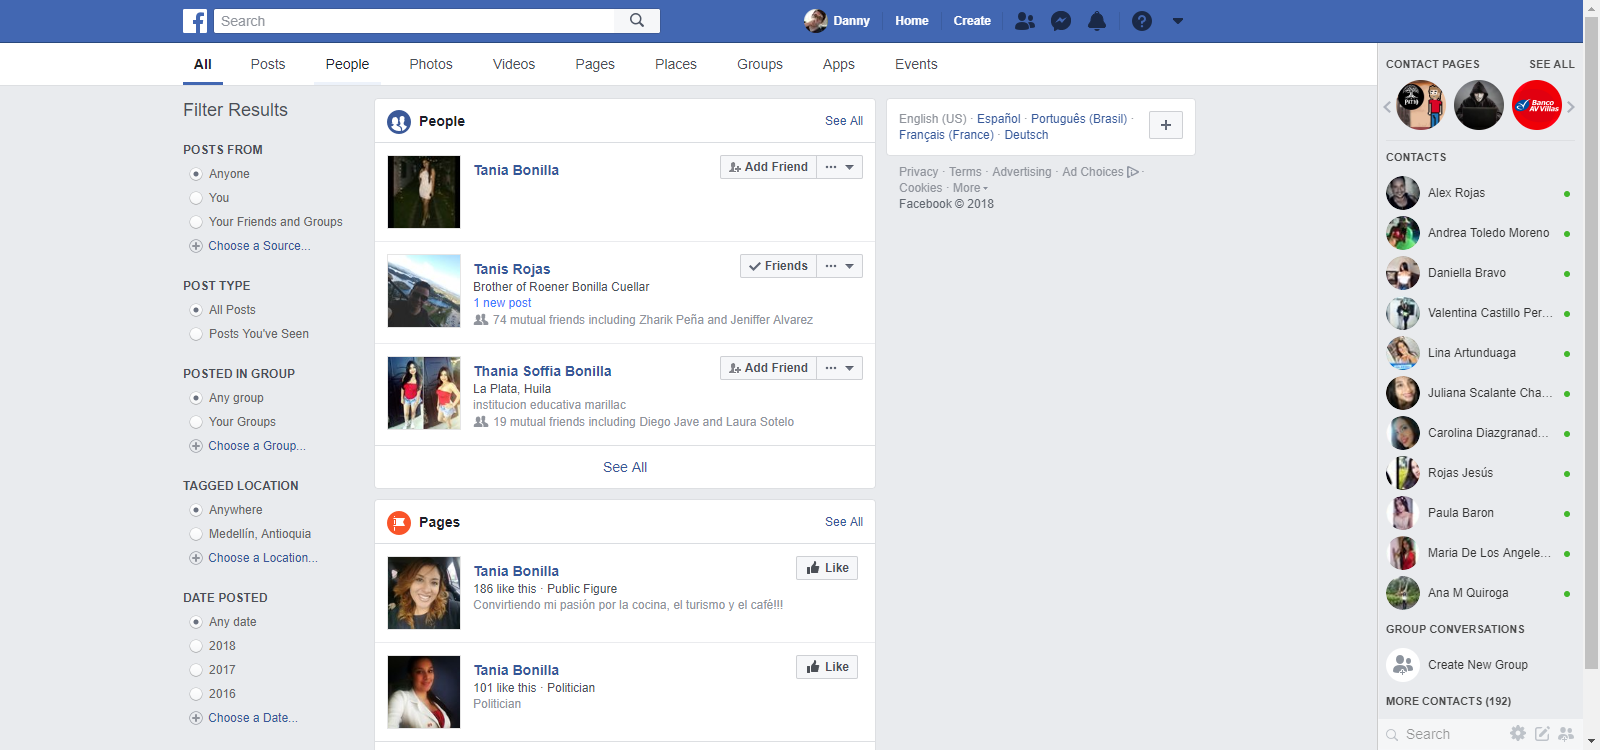 Search
Danny
Home
Create
All
Posts
People
Photos
Videos
Pages
Places
Groups
Apps
Events
Filter Results
POSTS FROM
Anyone
You
Your Friends and Groups
Choose a Source...
POST TYPE
All Posts
Posts You've Seen
POSTED IN GROUP
Any group
Your Groups
Choose a Group...
TAGGED LOCATION
Anywhere
Medellín, Antioquia
Choose a Location...
DATE POSTED
Any date
2018
2017
2016
Choose a Date...
People
See All
Tania Bonilla
Add Friend
Tanis Rojas
Friends
Brother of Roener Bonilla Cuellar
1 new post
74 mutual friends including Zharik Peña and Jeniffer Alvarez
Thania Soffia Bonilla
Add Friend
La Plata, Huila
institucion educativa marillac
19 mutual friends including Diego Jave and Laura Sotelo
See All
Pages
See All
Tania Bonilla
Like
186 like this · Public Figure
Convirtiendo mi pasión por la cocina, el turismo y el café!!!
Tania Bonilla
Like
101 like this · Politician
Politician
English (US) · Español · Português (Brasil) ·
Français (France) · Deutsch
Privacy · Terms · Advertising · Ad Choices ·
Cookies · More
Facebook © 2018
CONTACT PAGES
SEE ALL
Banco
AV Villas
CONTACTS
Alex Rojas
Andrea Toledo Moreno
Daniella Bravo
Valentina Castillo Per...
Lina Artunduaga
Juliana Scalante Cha...
Carolina Diazgranad...
Rojas Jesús
Paula Baron
Maria De Los Angele...
Ana M Quiroga
GROUP CONVERSATIONS
Create New Group
MORE CONTACTS (192)
Search